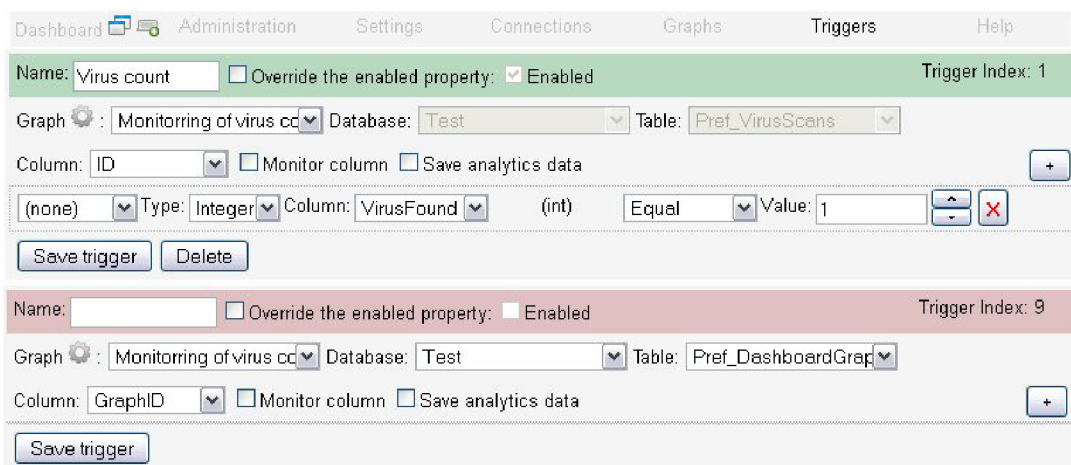 Dashboard Administration Settings Connections Graphs Triggers Help
Name: Virus count Override the enabled property: Enabled Trigger Index: 1
Graph : Monitorring of virus cc Database: Test Table: Pref_VirusScans
Column: ID Monitor column Save analytics data +
(none) Type: Integer Column: VirusFound (int) Equal Value: 1 X
Save trigger Delete
Name: Override the enabled property: Enabled Trigger Index: 9
Graph : Monitorring of virus cc Database: Test Table: Pref_DashboardGrap
Column: GraphID Monitor column Save analytics data +
Save trigger